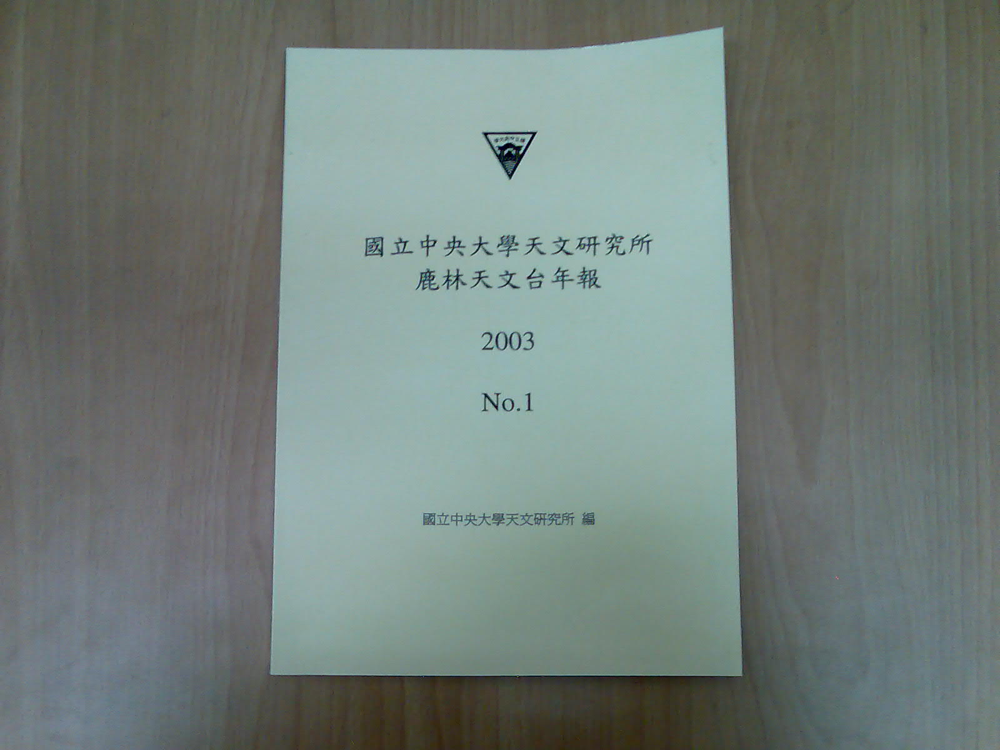 國立中央大學天文研究所
鹿林天文台年報
2003
No.1
國立中央大學天文研究所 編